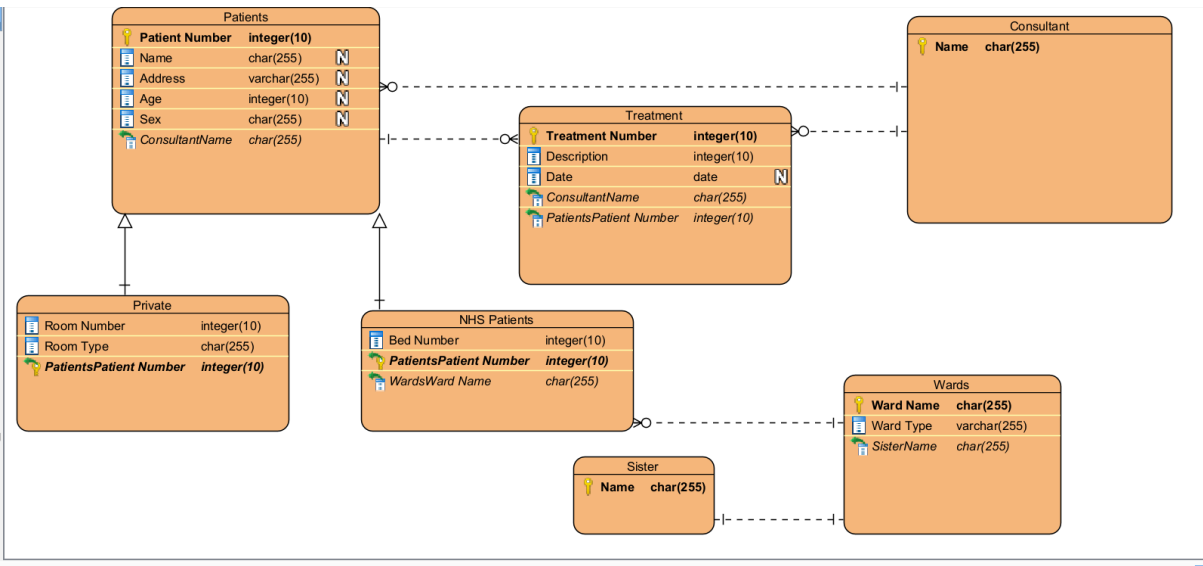 Patients
Patient Number integer(10)
Name char(255) N
Address varchar(255) N
Age integer(10) N
Sex char(255) N
ConsultantName char(255)
Consultant
Name char(255)
Treatment
Treatment Number integer(10)
Description integer(10)
Date date N
ConsultantName char(255)
PatientsPatient Number integer(10)
Private
Room Number integer(10)
Room Type char(255)
PatientsPatient Number integer(10)
NHS Patients
Bed Number integer(10)
PatientsPatient Number integer(10)
WardsWard Name char(255)
Wards
Ward Name char(255)
Ward Type varchar(255)
SisterName char(255)
Sister
Name char(255)